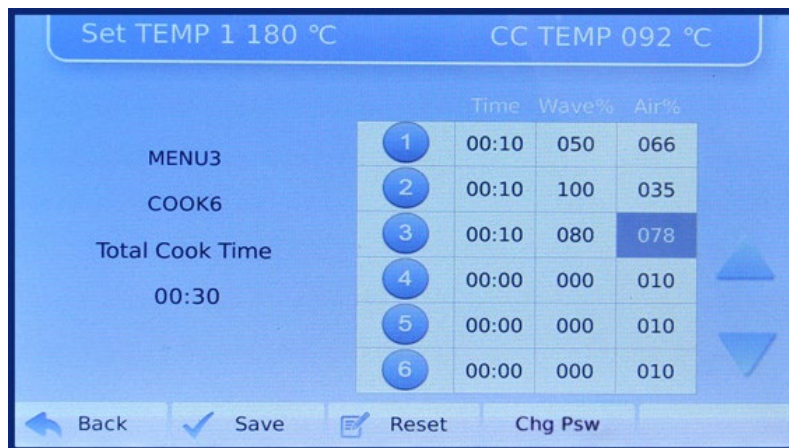 Set TEMP 1 180 ℃ CC TEMP 092 ℃
Time Wave% Air%
1 00:10 050 066
MENU3
2 00:10 100 035
COOK6
3 00:10 080 078
Total Cook Time
4 00:00 000 010
00:30
5 00:00 000 010
6 00:00 000 010
Back Save Reset Chg Psw